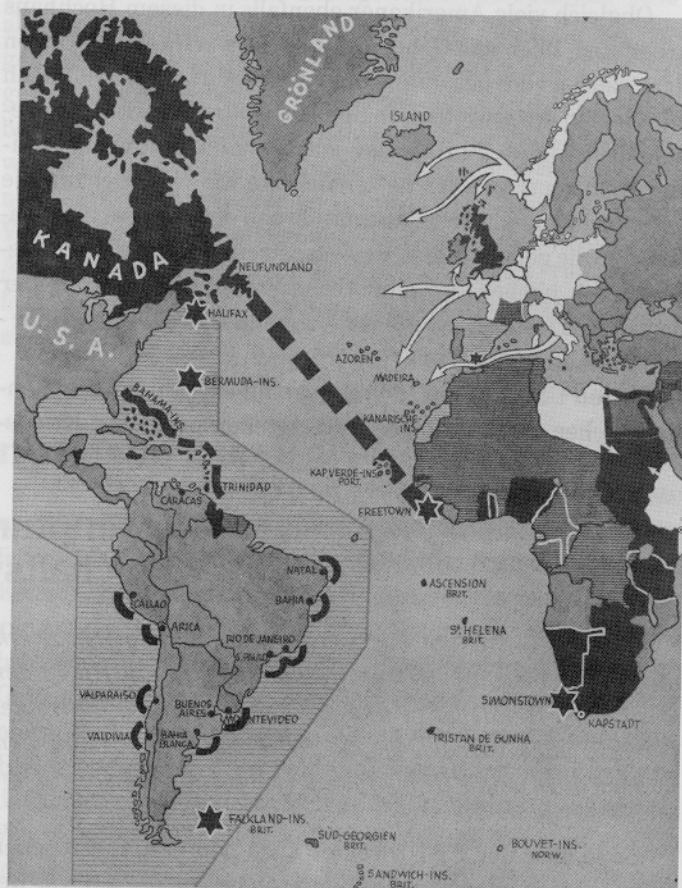 GRÖNLAND
ISLAND
KANADA
NEUFUNDLAND
HALIFAX
U. S. A.
BERMUDA-INS.
AZOREN
MADEIRA
BAHAMA-INS.
KANARISCHE
INS.
TRINIDAD
KAP VERDE-INS.
PORT.
CARACAS
FREETOWN
NATAL
ASCENSION
BRIT.
CALLAO
BAHIA
ST. HELENA
BRIT.
ARICA
RIO DE JANEIRO
S. PAULO
VALPARAISO
SIMONSTOWN
BUENOS
AIRES
MONTEVIDEO
KAPSTADT
VALDIVIA
BAHIA
BLANCA
TRISTAN DE CUNHA
BRIT.
FALKLAND-INS.
BRIT.
SÜD-GEORGIEN
BRIT.
BOUVET-INS.
NORW.
SANDWICH-INS.
BRIT.